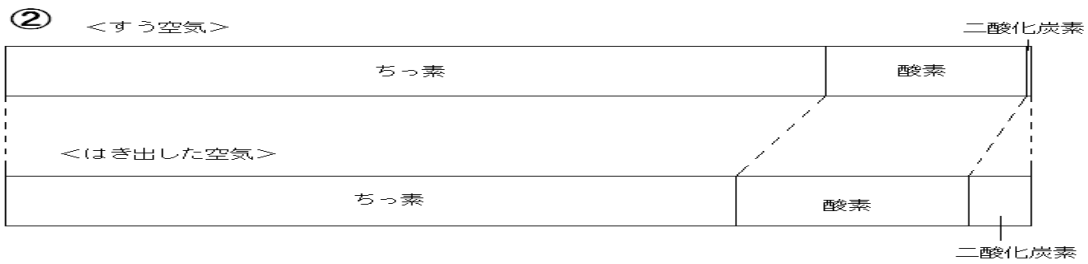 ② ＜すう空気＞ 二酸化炭素
ちっ素 酸素
＜はき出した空気＞
ちっ素 酸素
二酸化炭素